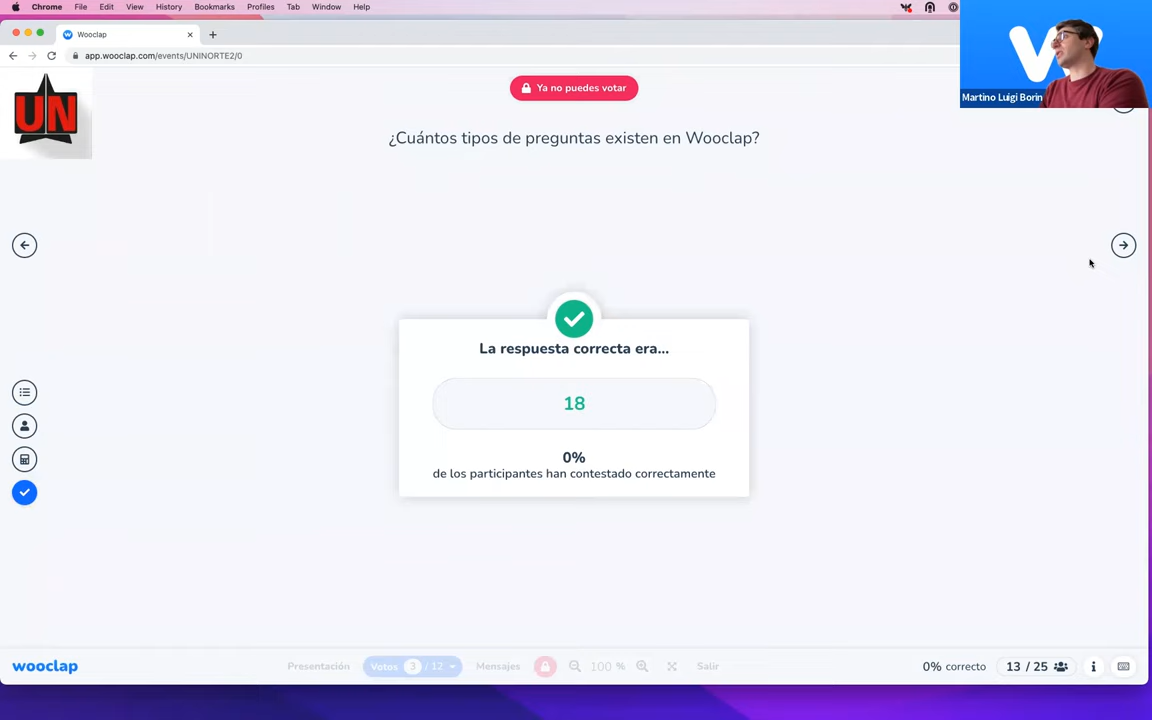 Chrome File Edit View History Bookmarks Profiles Tab Window Help
Wooclap
app.wooclap.com/events/UNINORTE2/0
UN
Ya no puedes votar
W
Martino Luigi Borin
¿Cuántos tipos de preguntas existen en Wooclap?
La respuesta correcta era...
18
0%
de los participantes han contestado correctamente
wooclap Presentación Votos 3 / 12 Mensajes 100 % Salir 0% correcto 13 / 25